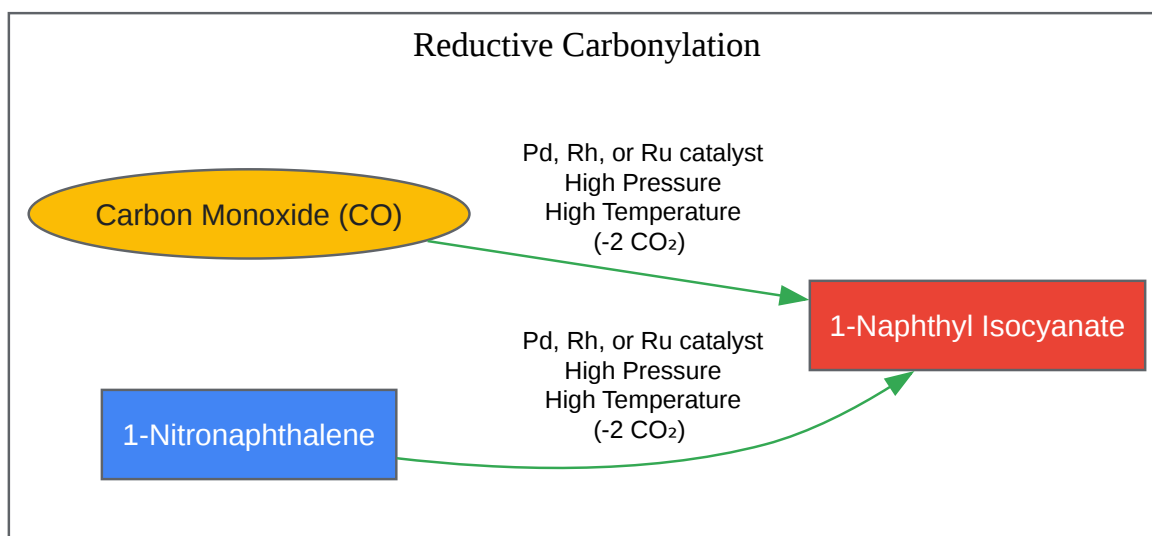 Reductive Carbonylation
Pd, Rh, or Ru catalyst
High Pressure
High Temperature
(-2 CO₂)
Carbon Monoxide (CO)
1-Naphthyl Isocyanate
Pd, Rh, or Ru catalyst
High Pressure
High Temperature
(-2 CO₂)
1-Nitronaphthalene